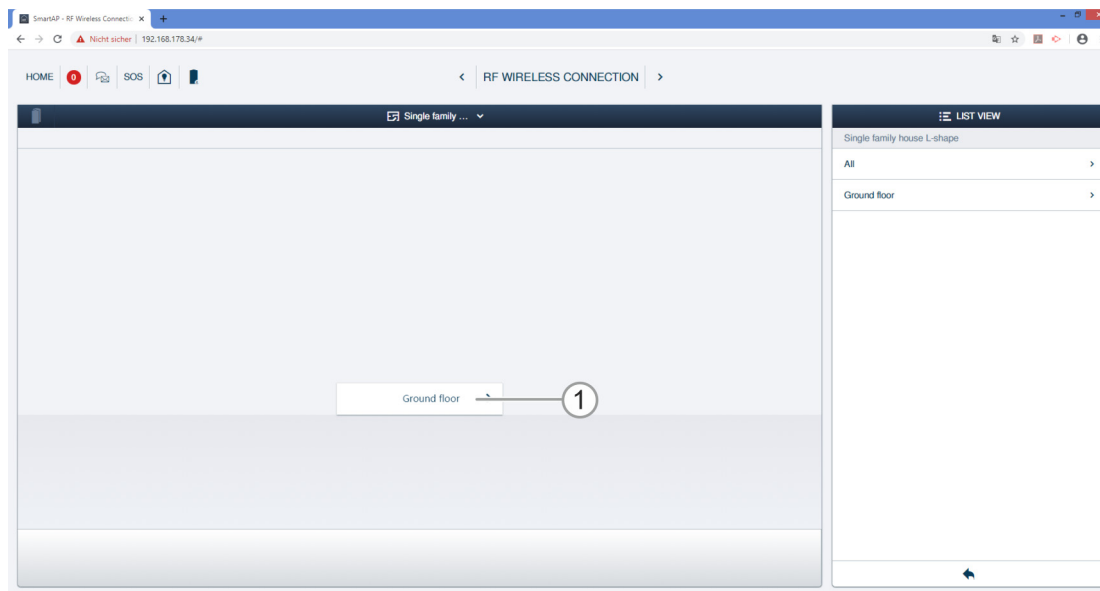 SmartAP - RF Wireless Connectio
Nicht sicher | 192.168.178.34/#
HOME 0 SOS RF WIRELESS CONNECTION
Single family ...
LIST VIEW
Single family house L-shape
All
Ground floor
Ground floor 1